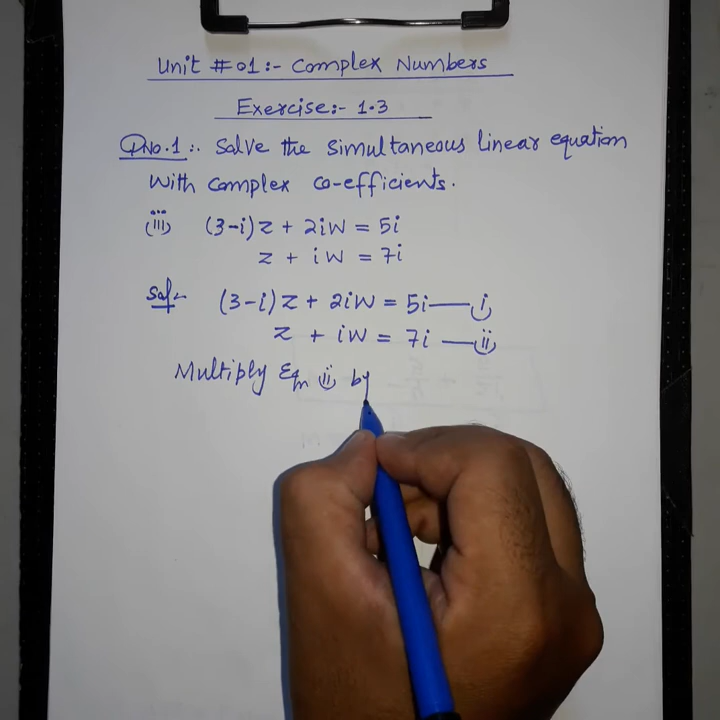 Unit # 01:- Complex Numbers
Exercise:- 1.3
QNo.1:. Solve the Simultaneous linear equation
With complex co-efficients.
(iii) (3-i)z + 2iw = 5i
z + iw = 7i
Sol:- (3-i)z + 2iw = 5i — (i)
z + iw = 7i — (ii)
Multiply Eqn (ii) by